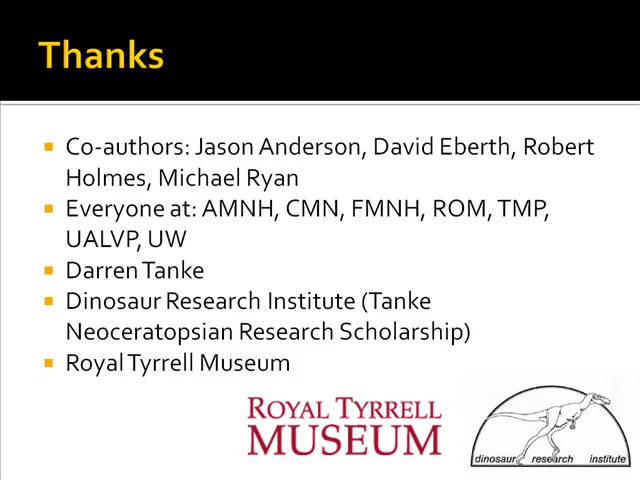 Thanks
Co-authors: Jason Anderson, David Eberth, Robert
Holmes, Michael Ryan
Everyone at: AMNH, CMN, FMNH, ROM, TMP,
UALVP, UW
Darren Tanke
Dinosaur Research Institute (Tanke
Neoceratopsian Research Scholarship)
Royal Tyrrell Museum
ROYAL TYRRELL
MUSEUM
dinosaur research institute